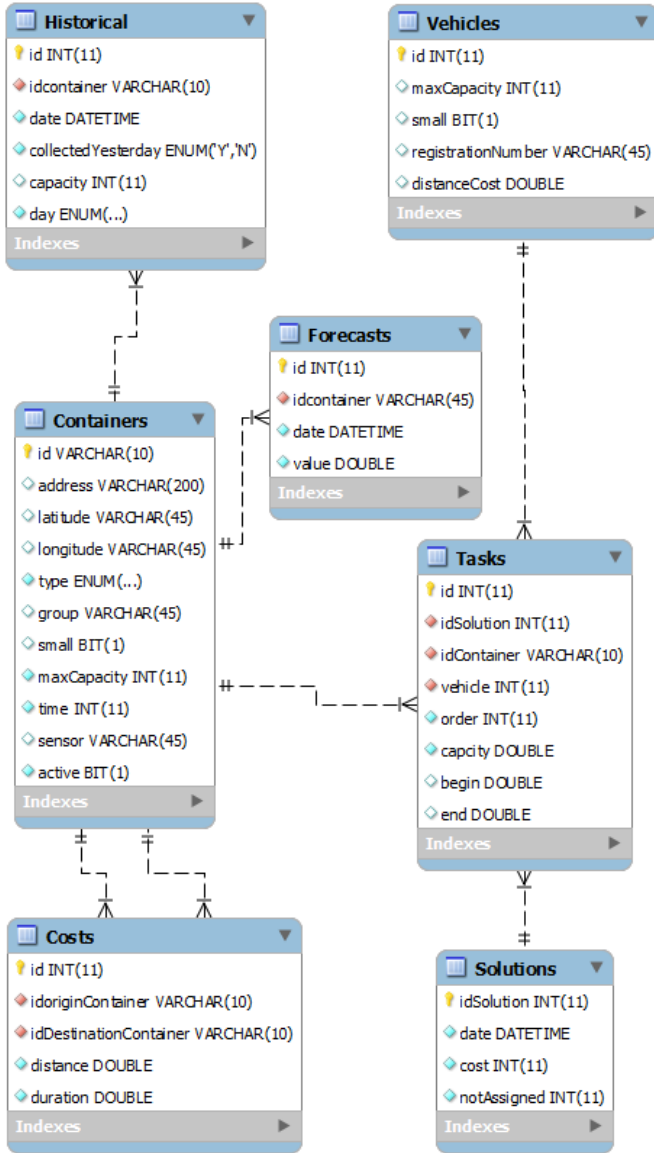 Historical
id INT(11)
idcontainer VARCHAR(10)
date DATETIME
collectedYesterday ENUM('Y','N')
capacity INT(11)
day ENUM(...)
Indexes
Vehicles
id INT(11)
maxCapacity INT(11)
small BIT(1)
registrationNumber VARCHAR(45)
distanceCost DOUBLE
Indexes
Forecasts
id INT(11)
idcontainer VARCHAR(45)
date DATETIME
value DOUBLE
Indexes
Containers
id VARCHAR(10)
address VARCHAR(200)
latitude VARCHAR(45)
longitude VARCHAR(45)
type ENUM(...)
group VARCHAR(45)
small BIT(1)
maxCapacity INT(11)
time INT(11)
sensor VARCHAR(45)
active BIT(1)
Indexes
Tasks
id INT(11)
idSolution INT(11)
idContainer VARCHAR(10)
vehicle INT(11)
order INT(11)
capcity DOUBLE
begin DOUBLE
end DOUBLE
Indexes
Costs
id INT(11)
idoriginContainer VARCHAR(10)
idDestinationContainer VARCHAR(10)
distance DOUBLE
duration DOUBLE
Indexes
Solutions
idSolution INT(11)
date DATETIME
cost INT(11)
notAssigned INT(11)
Indexes